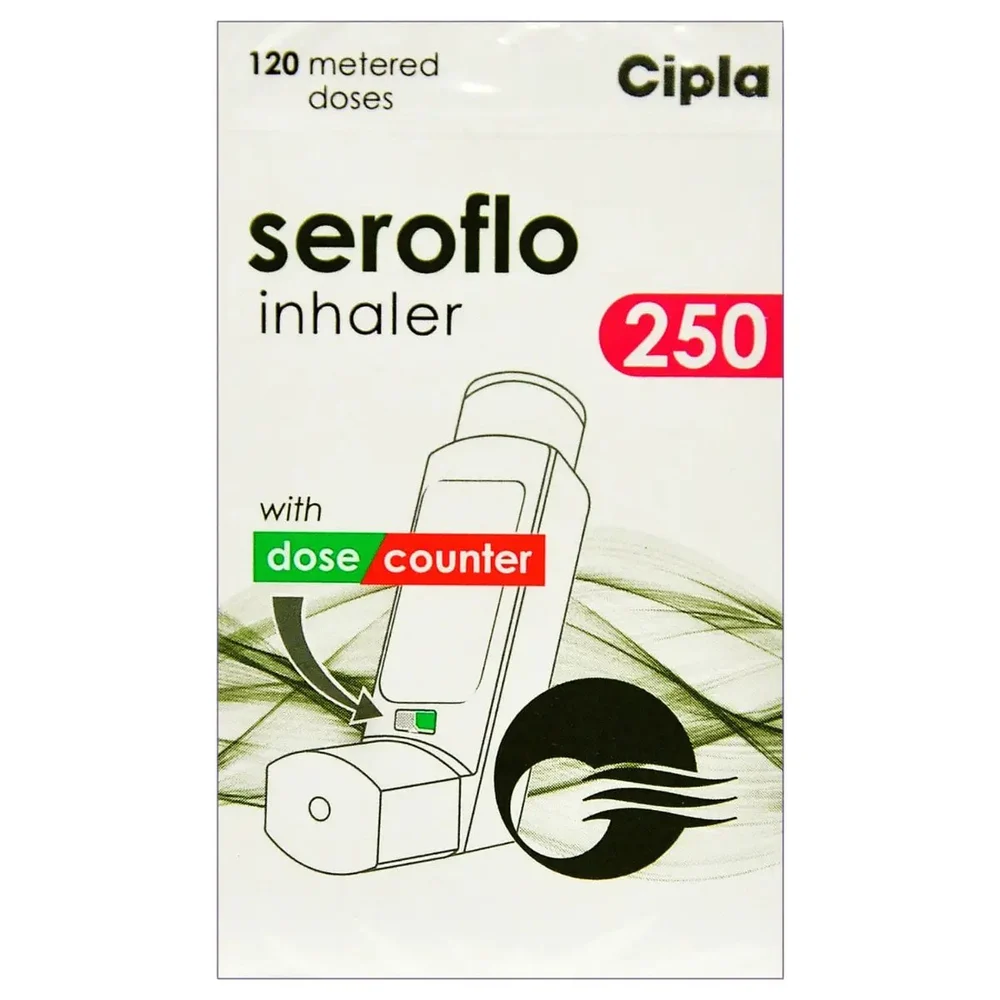 120 metered
doses
Cipla
seroflo
inhaler
250
with
dose counter